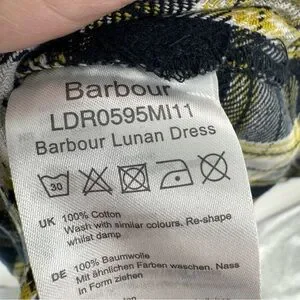 Barbour
LDR0595MI11
Barbour Lunan Dress
30
UK 100% Cotton
Wash with similar colours. Re-shape
whilst damp
DE 100% Baumwolle
Mit ähnlichen Farben waschen. Nass
in Form ziehen